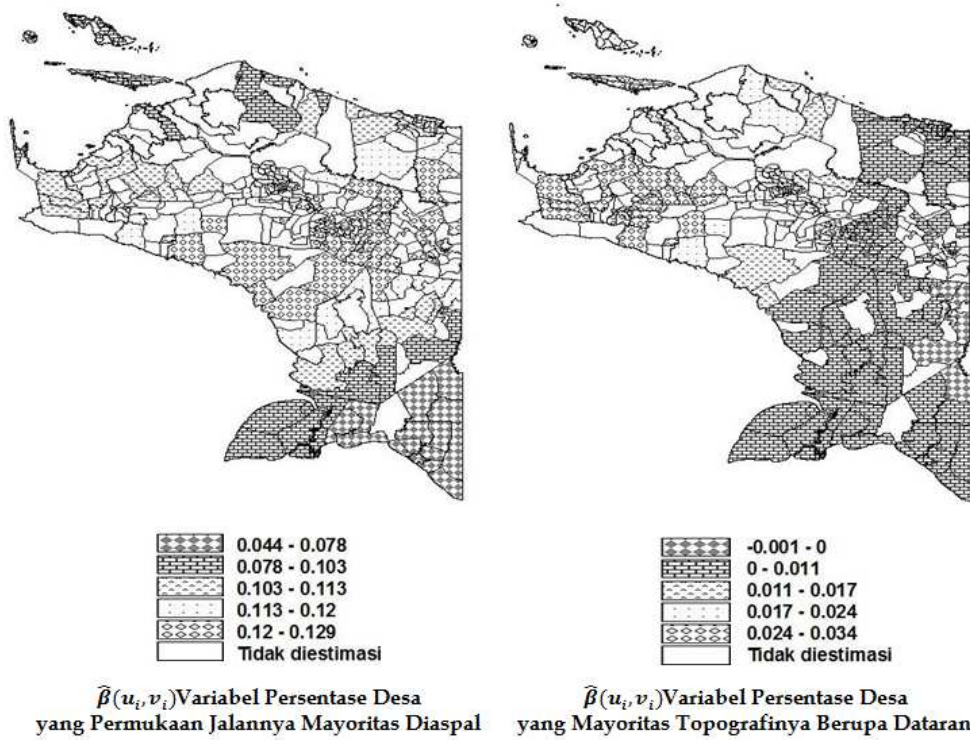 0.044 - 0.078
0.078 - 0.103
0.103 - 0.113
0.113 - 0.12
0.12 - 0.129
Tidak diestimasi
β̂(uᵢ,vᵢ)Variabel Persentase Desa
yang Permukaan Jalannya Mayoritas Diaspal
-0.001 - 0
0 - 0.011
0.011 - 0.017
0.017 - 0.024
0.024 - 0.034
Tidak diestimasi
β̂(uᵢ,vᵢ)Variabel Persentase Desa
yang Mayoritas Topografinya Berupa Dataran